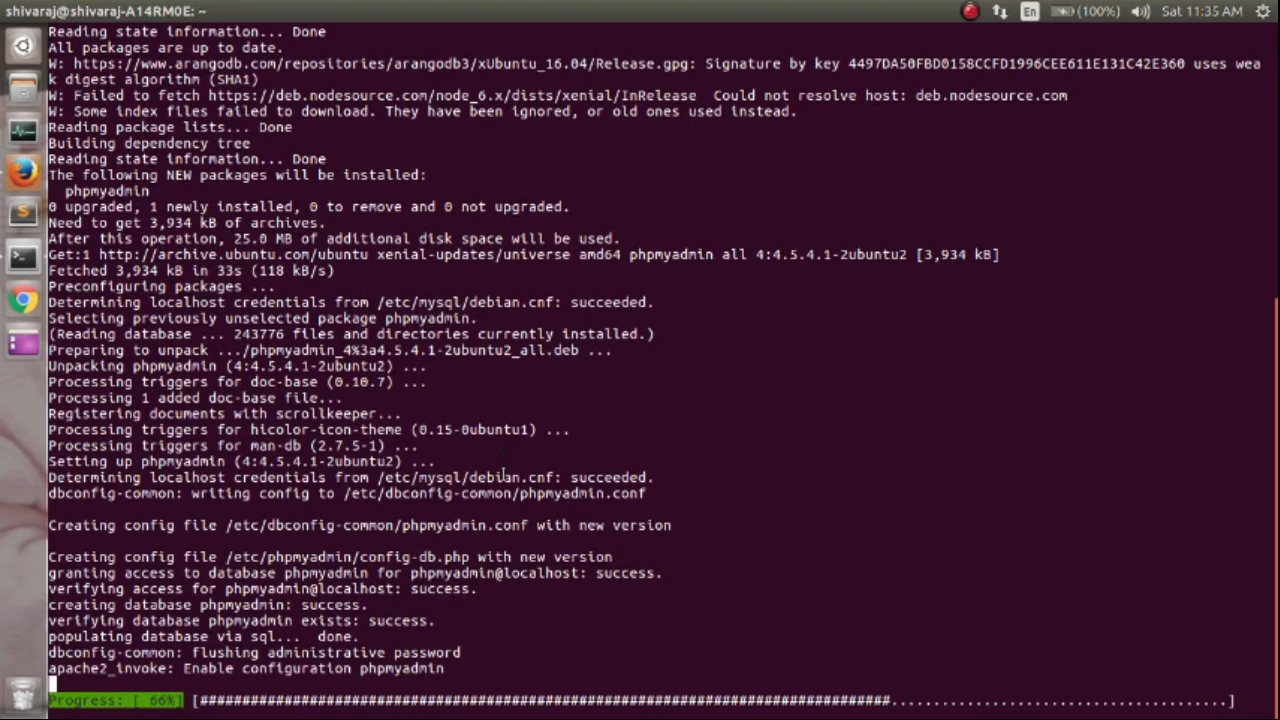 shivaraj@shivaraj-A14RM0E: ~
En (100%) Sat 11:35 AM
Reading state information... Done
All packages are up to date.
W: https://www.arangodb.com/repositories/arangodb3/xUbuntu_16.04/Release.gpg: Signature by key 4497DA50FBD0158CCFD1996CEE611E131C42E360 uses wea
k digest algorithm (SHA1)
W: Failed to fetch https://deb.nodesource.com/node_6.x/dists/xenial/InRelease  Could not resolve host: deb.nodesource.com
W: Some index files failed to download. They have been ignored, or old ones used instead.
Reading package lists... Done
Building dependency tree
Reading state information... Done
The following NEW packages will be installed:
  phpmyadmin
0 upgraded, 1 newly installed, 0 to remove and 0 not upgraded.
Need to get 3,934 kB of archives.
After this operation, 25.0 MB of additional disk space will be used.
Get:1 http://archive.ubuntu.com/ubuntu xenial-updates/universe amd64 phpmyadmin all 4:4.5.4.1-2ubuntu2 [3,934 kB]
Fetched 3,934 kB in 33s (118 kB/s)
Preconfiguring packages ...
Determining localhost credentials from /etc/mysql/debian.cnf: succeeded.
Selecting previously unselected package phpmyadmin.
(Reading database ... 243776 files and directories currently installed.)
Preparing to unpack .../phpmyadmin_4%3a4.5.4.1-2ubuntu2_all.deb ...
Unpacking phpmyadmin (4:4.5.4.1-2ubuntu2) ...
Processing triggers for doc-base (0.10.7) ...
Processing 1 added doc-base file...
Registering documents with scrollkeeper...
Processing triggers for hicolor-icon-theme (0.15-0ubuntu1) ...
Processing triggers for man-db (2.7.5-1) ...
Setting up phpmyadmin (4:4.5.4.1-2ubuntu2) ...
Determining localhost credentials from /etc/mysql/debian.cnf: succeeded.
dbconfig-common: writing config to /etc/dbconfig-common/phpmyadmin.conf
Creating config file /etc/dbconfig-common/phpmyadmin.conf with new version
Creating config file /etc/phpmyadmin/config-db.php with new version
granting access to database phpmyadmin for phpmyadmin@localhost: success.
verifying access for phpmyadmin@localhost: success.
creating database phpmyadmin: success.
verifying database phpmyadmin exists: success.
populating database via sql...  done.
dbconfig-common: flushing administrative password
apache2_invoke: Enable configuration phpmyadmin
Progress: [ 66%] [##################################################################################........................................]